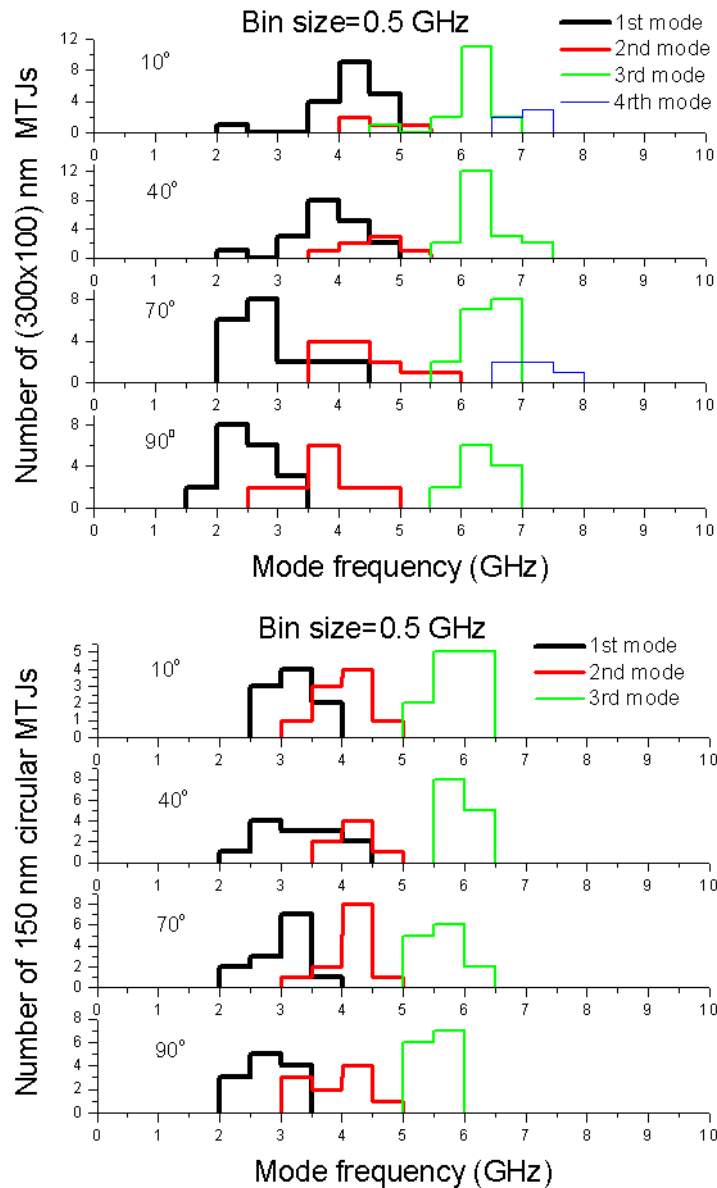 Bin size=0.5 GHz
1st mode
2nd mode
3rd mode
4rth mode
Number of (300x100) nm MTJs
10°
12
8
4
0
0 1 2 3 4 5 6 7 8 9 10
40°
12
8
4
0
0 1 2 3 4 5 6 7 8 9 10
70°
8
4
0
0 1 2 3 4 5 6 7 8 9 10
90▯
8
4
0
0 1 2 3 4 5 6 7 8 9 10
Mode frequency (GHz)
Bin size=0.5 GHz
1st mode
2nd mode
3rd mode
Number of 150 nm circular MTJs
10°
5
4
3
2
1
0
0 1 2 3 4 5 6 7 8 9 10
40°
8
6
4
2
0
0 1 2 3 4 5 6 7 8 9 10
70°
8
6
4
2
0
0 1 2 3 4 5 6 7 8 9 10
90°
8
6
4
2
0
0 1 2 3 4 5 6 7 8 9 10
Mode frequency (GHz)